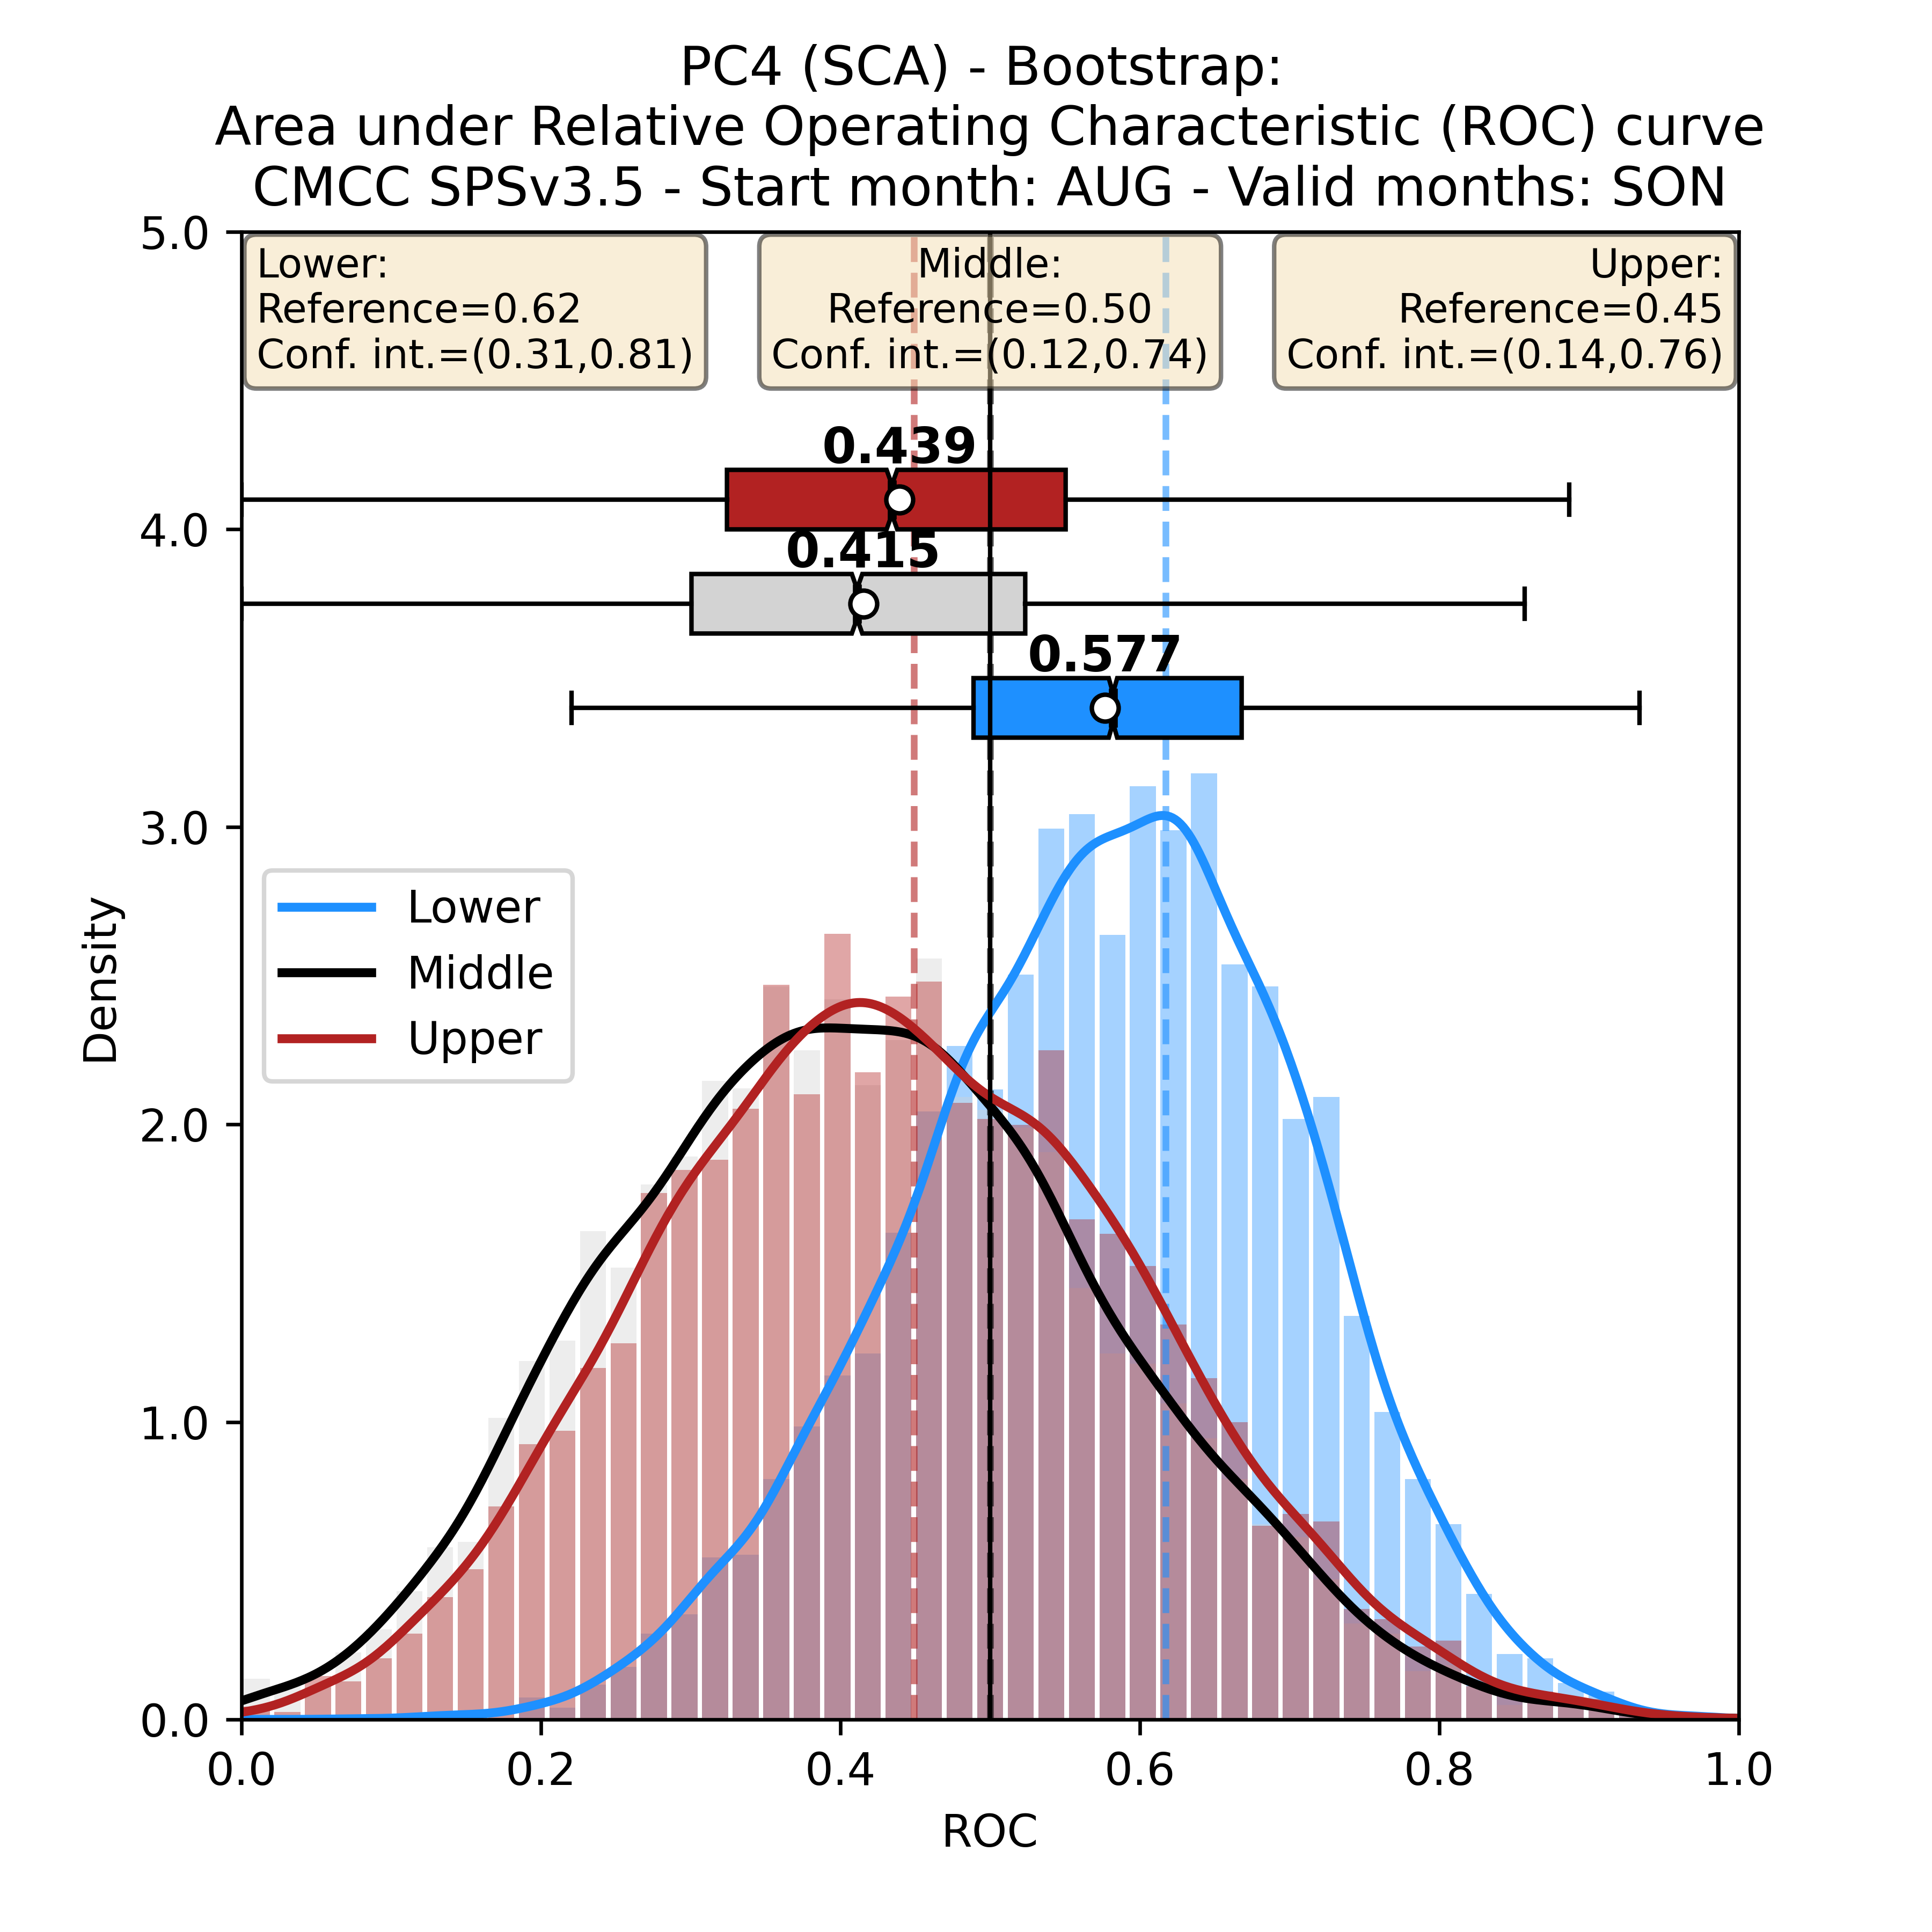 PC4 (SCA) - Bootstrap:
Area under Relative Operating Characteristic (ROC) curve
CMCC SPSv3.5 - Start month: AUG - Valid months: SON
5.0
Lower:
Reference=0.62
Conf. int.=(0.31,0.81)
Middle:
Reference=0.50
Conf. int.=(0.12,0.74)
Upper:
Reference=0.45
Conf. int.=(0.14,0.76)
0.439
4.0
0.415
0.577
3.0
Lower
Middle
Upper
Density
2.0
1.0
0.0
0.0
0.2
0.4
0.6
0.8
1.0
ROC